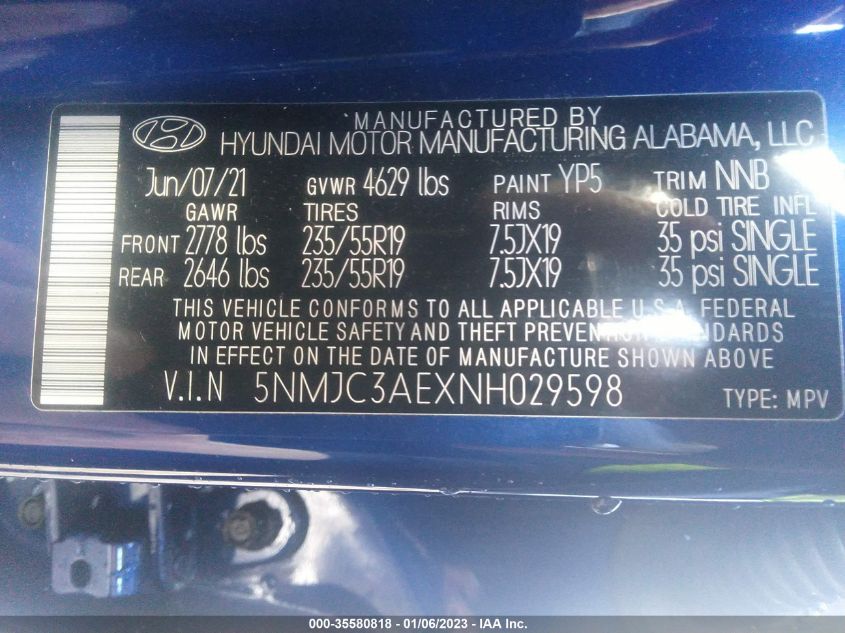 MANUFACTURED BY
HYUNDAI MOTOR MANUFACTURING ALABAMA, LLC
Jun/07/21 GVWR 4629 lbs PAINT YP5 TRIM NNB
GAWR TIRES RIMS COLD TIRE INFL
FRONT 2778 lbs 235/55R19 7.5JX19 35 psi SINGLE
REAR 2646 lbs 235/55R19 7.5JX19 35 psi SINGLE
THIS VEHICLE CONFORMS TO ALL APPLICABLE U.S.A. FEDERAL
MOTOR VEHICLE SAFETY AND THEFT PREVENTION STANDARDS
IN EFFECT ON THE DATE OF MANUFACTURE SHOWN ABOVE
V.I.N 5NMJC3AEXNH029598 TYPE: MPV
000-35580818 - 01/06/2023 - IAA Inc.